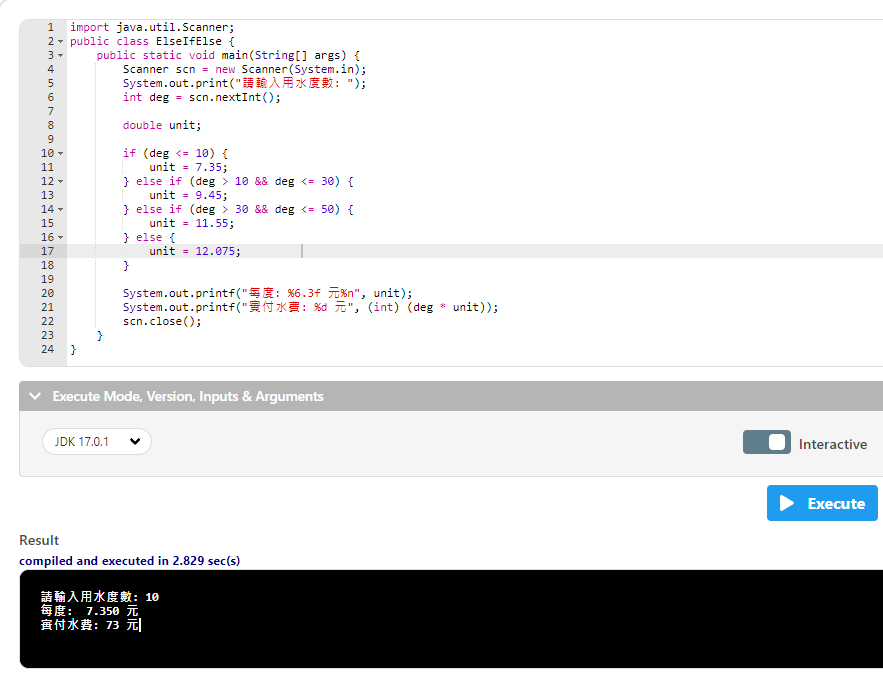 1 import java.util.Scanner;
2 public class ElseIfElse {
3 public static void main(String[] args) {
4 Scanner scn = new Scanner(System.in);
5 System.out.print("請輸入用水度數: ");
6 int deg = scn.nextInt();
7
8 double unit;
9
10 if (deg <= 10) {
11 unit = 7.35;
12 } else if (deg > 10 && deg <= 30) {
13 unit = 9.45;
14 } else if (deg > 30 && deg <= 50) {
15 unit = 11.55;
16 } else {
17 unit = 12.075;
18 }
19
20 System.out.printf("每度: %6.3f 元%n", unit);
21 System.out.printf("實付水費: %d 元", (int) (deg * unit));
22 scn.close();
23 }
24 }
Execute Mode, Version, Inputs & Arguments
JDK 17.0.1
Interactive
Execute
Result
compiled and executed in 2.829 sec(s)
請輸入用水度數: 10
每度:  7.350 元
實付水費: 73 元